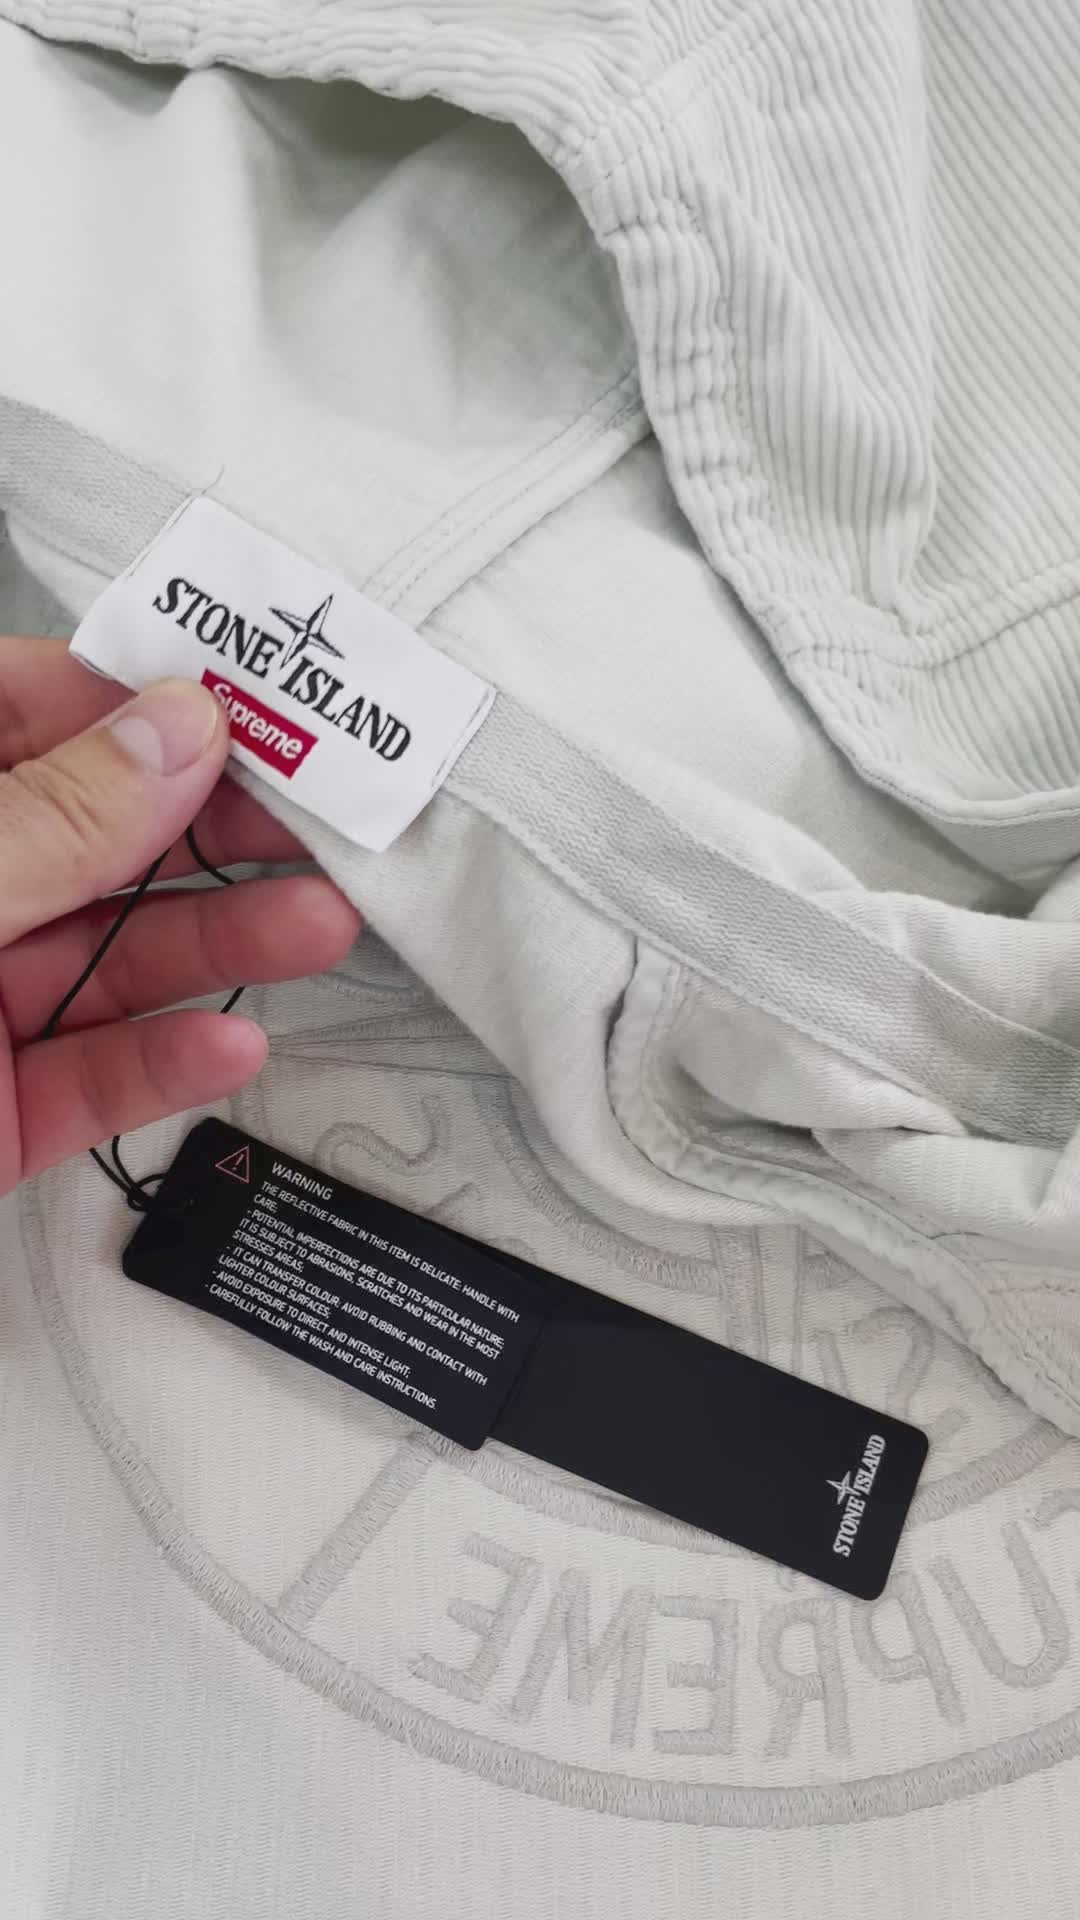 STONE ISLAND
Supreme
WARNING
THE REFLECTIVE FABRIC IN THIS ITEM IS DELICATE: HANDLE WITH
CARE;
- POTENTIAL IMPERFECTIONS ARE DUE TO ITS PARTICULAR NATURE;
IT IS SUBJECT TO ABRASIONS, SCRATCHES AND WEAR IN THE MOST
STRESSES AREAS;
- IT CAN TRANSFER COLOUR: AVOID RUBBING AND CONTACT WITH
LIGHTER COLOUR SURFACES;
- AVOID EXPOSURE TO DIRECT AND INTENSE LIGHT;
- CAREFULLY FOLLOW THE WASH AND CARE INSTRUCTIONS.
STONE ISLAND
SUPREME